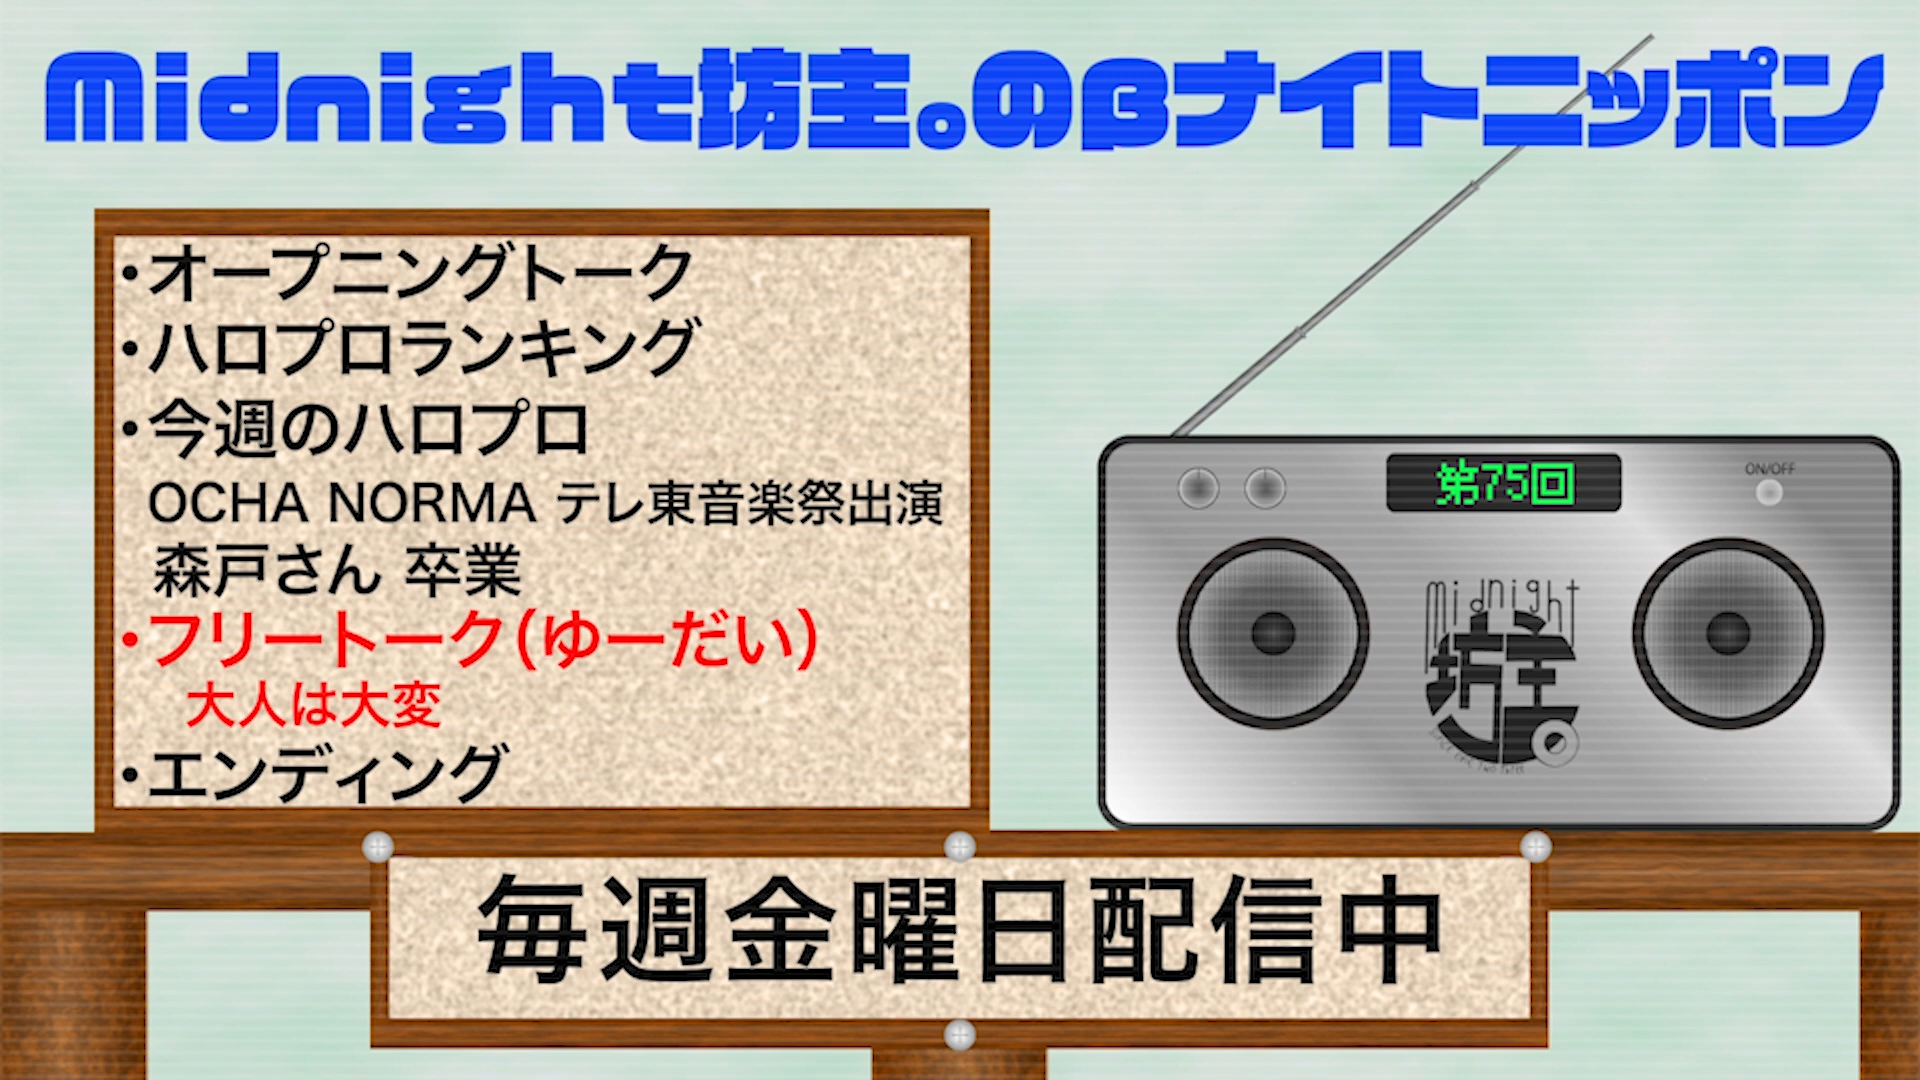 Midnight坊主。のβナイトニッポン
・オープニングトーク
・ハロプロランキング
・今週のハロプロ
OCHA NORMA テレ東音楽祭出演
森戸さん 卒業
・フリートーク(ゆーだい)
大人は大変
・エンディング
第75回
ON/OFF
midnight
坊主。
毎週金曜日配信中